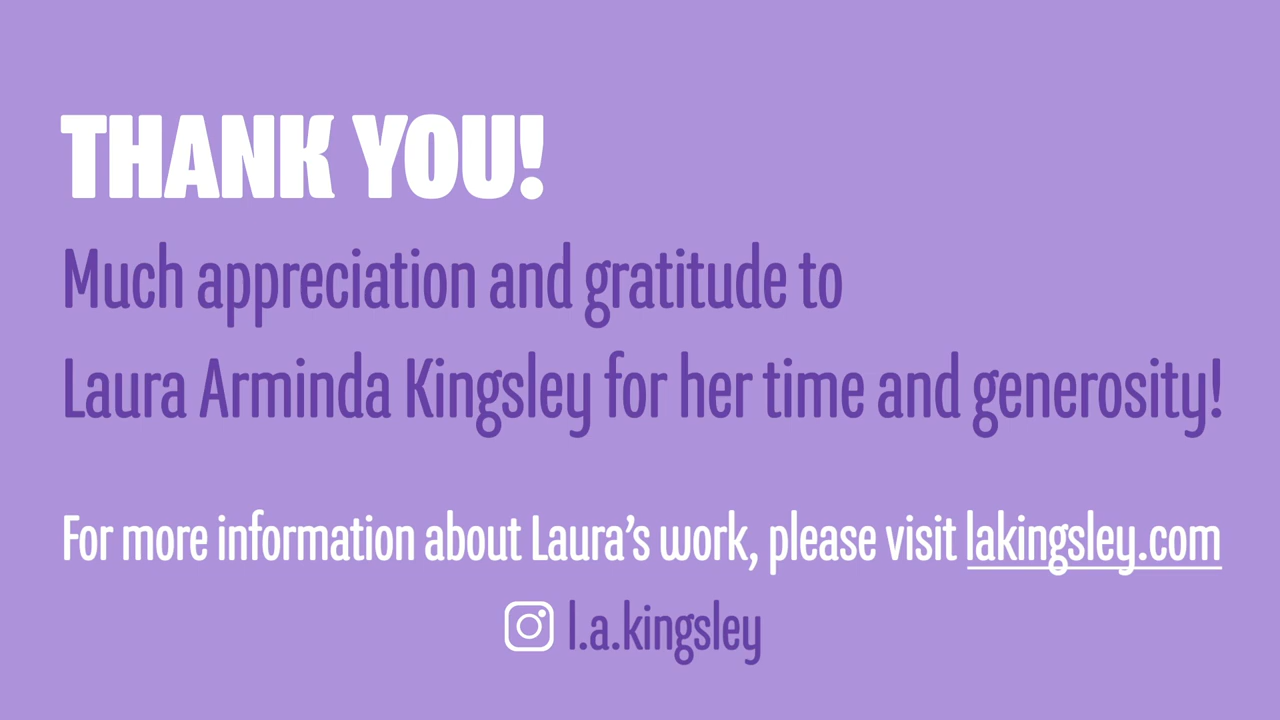 THANK YOU!
Much appreciation and gratitude to
Laura Arminda Kingsley for her time and generosity!
For more information about Laura’s work, please visit lakingsley.com
l.a.kingsley